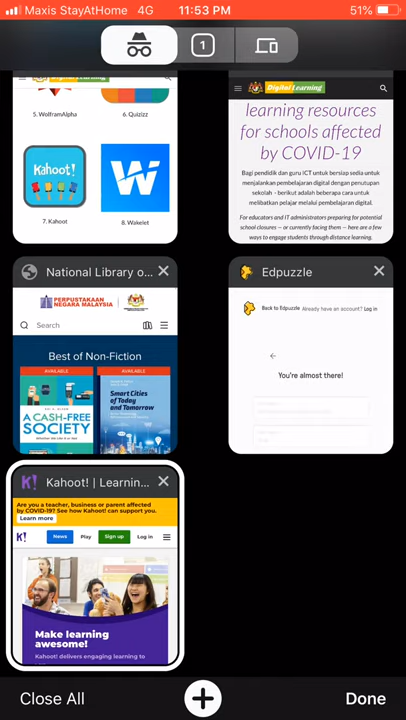 Maxis StayAtHome 4G 11:53 PM 51%
1
Digital Learning
5. WolframAlpha 6. Quizizz
Kahoot!
W
7. Kahoot 8. Wakelet
Digital Learning
learning resources
for schools affected
by COVID-19
Bagi pendidik dan guru ICT untuk bersiap sedia untuk
menjalankan pembelajaran digital dengan penutupan
sekolah - berikut adalah beberapa cara untuk
melibatkan pelajar melalui pembelajaran digital.
For educators and IT administrators preparing for potential
school closures — or currently facing them — here are a few
ways to engage students through distance learning.
National Library o...
PERPUSTAKAAN
NEGARA MALAYSIA
Search
Best of Non-Fiction
AVAILABLE AVAILABLE
A CASH-FREE
SOCIETY
Smart Cities
of Today
and Tomorrow
Edpuzzle
Back to Edpuzzle Already have an account? Log in
You're almost there!
Kahoot! | Learnin...
Are you a teacher, business or parent affected
by COVID-19? See how Kahoot! can support you.
Learn more
K! News Play Sign up Log in
Make learning
awesome!
Kahoot! delivers engaging learning to
Close All Done